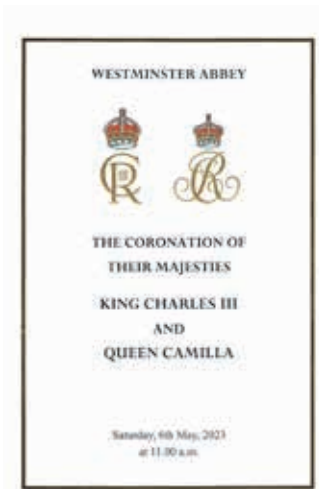 WESTMINSTER ABBEY
THE CORONATION OF
THEIR MAJESTIES
KING CHARLES III
AND
QUEEN CAMILLA
Saturday, 6th May, 2023
at 11.00 a.m.